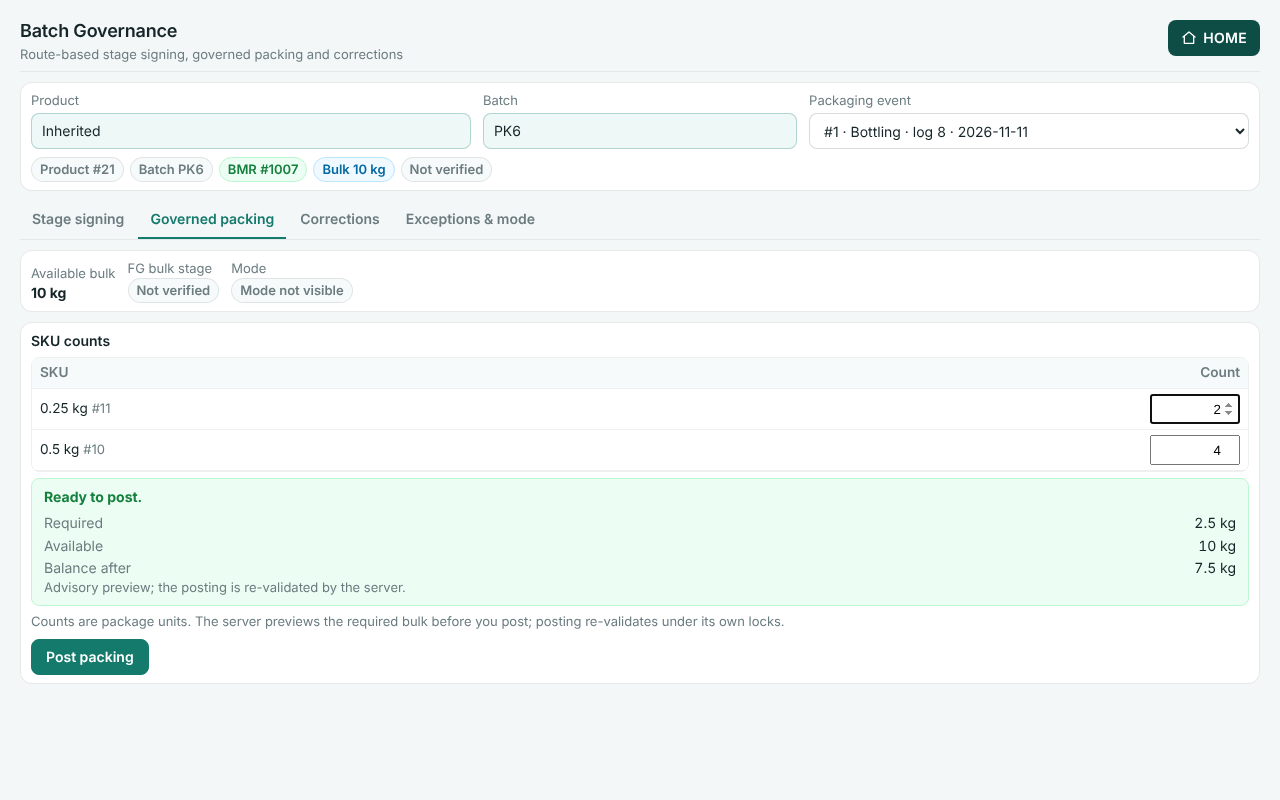 Batch Governance
Route-based stage signing, governed packing and corrections
HOME
Product
Batch
Packaging event
Inherited
PK6
#1 · Bottling · log 8 · 2026-11-11
Product #21
Batch PK6
BMR #1007
Bulk 10 kg
Not verified
Stage signing
Governed packing
Corrections
Exceptions & mode
Available bulk
10 kg
FG bulk stage
Not verified
Mode
Mode not visible
SKU counts
SKU Count
0.25 kg #11 2
0.5 kg #10 4
Ready to post.
Required 2.5 kg
Available 10 kg
Balance after 7.5 kg
Advisory preview; the posting is re-validated by the server.
Counts are package units. The server previews the required bulk before you post; posting re-validates under its own locks.
Post packing